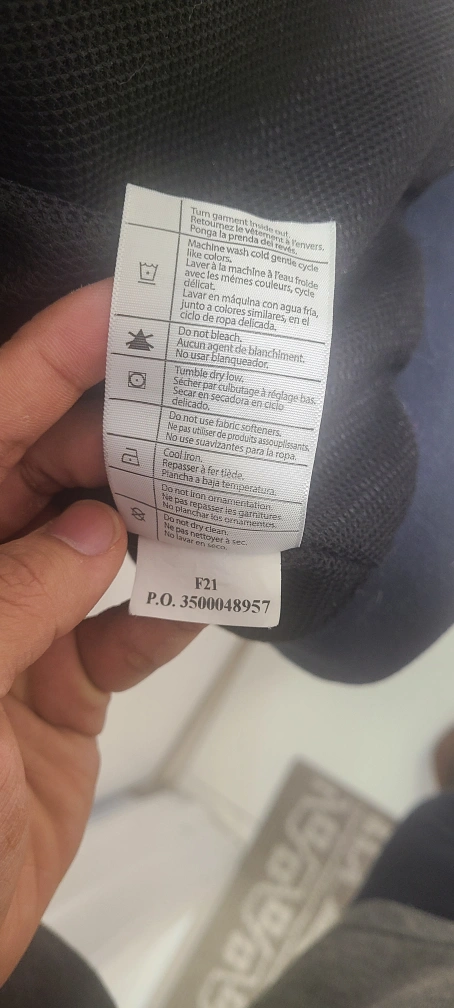 Turn garment inside out.
Retournez le vêtement à l'envers.
Ponga la prenda del revés.
Machine wash cold gentle cycle
like colors.
Laver à la machine à l'eau froide
avec les mêmes couleurs, cycle
délicat.
Lavar en máquina con agua fría,
junto a colores similares, en el
ciclo de ropa delicada.
Do not bleach.
Aucun agent de blanchiment.
No usar blanqueador.
Tumble dry low.
Sécher par culbutage à réglage bas.
Secar en secadora en ciclo
delicado.
Do not use fabric softeners.
Ne pas utiliser de produits assouplissants.
No use suavizantes para la ropa.
Cool iron.
Repasser à fer tiède.
Plancha a baja temperatura.
Do not iron ornamentation.
Ne pas repasser les garnitures.
No planchar los ornamentos.
Do not dry clean.
Ne pas nettoyer à sec.
No lavar en seco.
F21
P.O. 3500048957